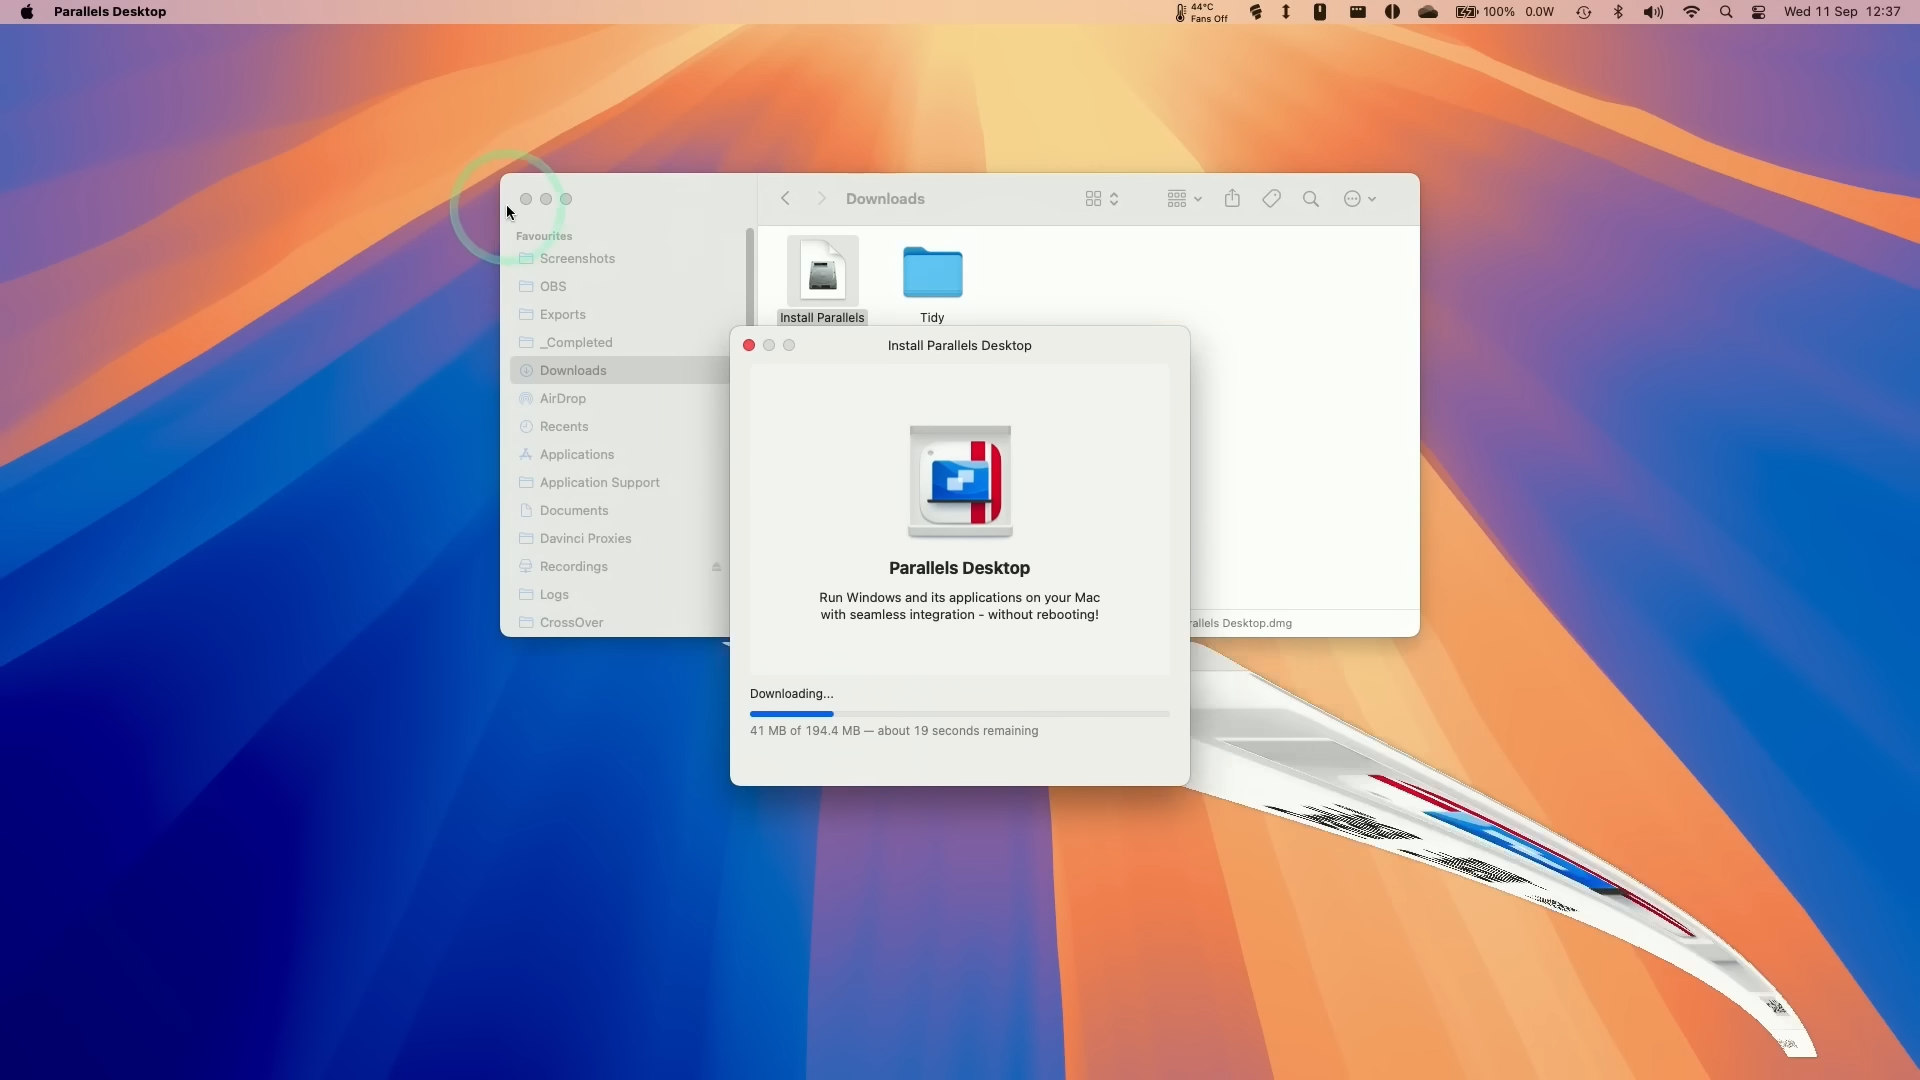 Parallels Desktop
44°C
Fans Off
100% 0.0W
Wed 11 Sep 12:37
Downloads
Favourites
Screenshots
OBS
Exports
_Completed
Downloads
AirDrop
Recents
Applications
Application Support
Documents
Davinci Proxies
Recordings
Logs
CrossOver
Install Parallels
Tidy
Install Parallels Desktop
Parallels Desktop
Run Windows and its applications on your Mac
with seamless integration - without rebooting!
Downloading...
41 MB of 194.4 MB — about 19 seconds remaining
rallels Desktop.dmg